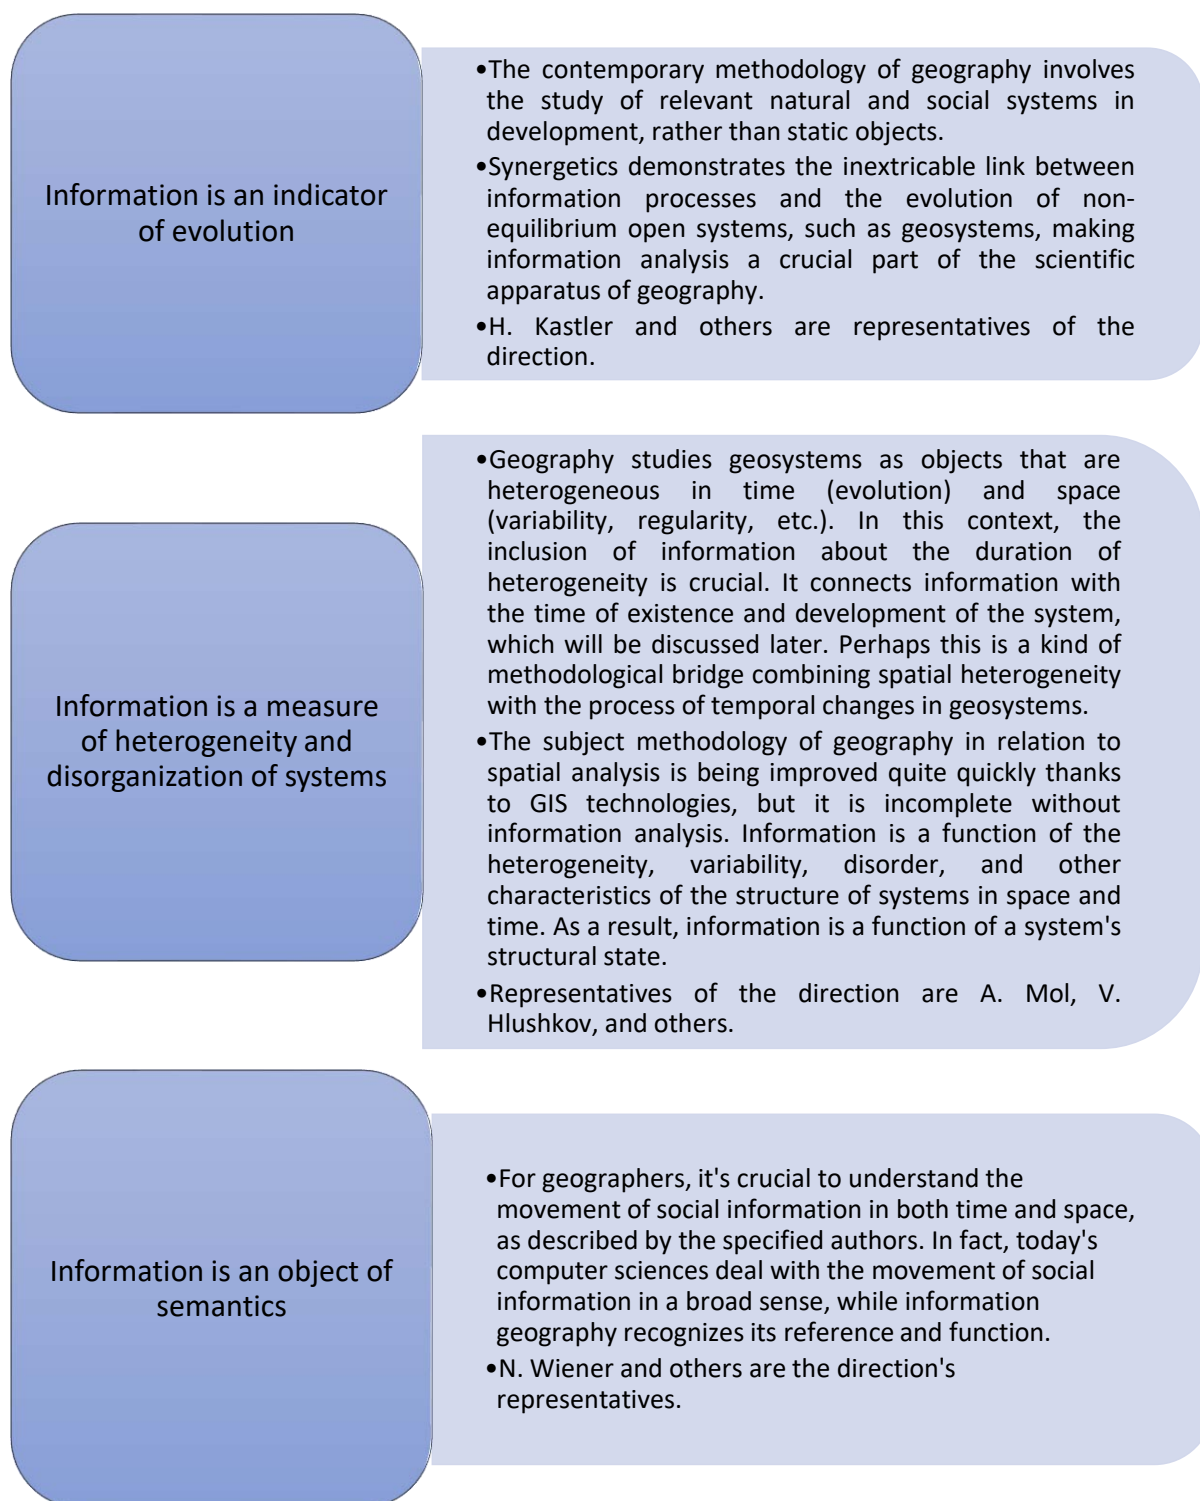 Information is an indicator
of evolution
•The contemporary methodology of geography involves
the study of relevant natural and social systems in
development, rather than static objects.
•Synergetics demonstrates the inextricable link between
information processes and the evolution of non-
equilibrium open systems, such as geosystems, making
information analysis a crucial part of the scientific
apparatus of geography.
•H. Kastler and others are representatives of the
direction.
Information is a measure
of heterogeneity and
disorganization of systems
•Geography studies geosystems as objects that are
heterogeneous in time (evolution) and space
(variability, regularity, etc.). In this context, the
inclusion of information about the duration of
heterogeneity is crucial. It connects information with
the time of existence and development of the system,
which will be discussed later. Perhaps this is a kind of
methodological bridge combining spatial heterogeneity
with the process of temporal changes in geosystems.
•The subject methodology of geography in relation to
spatial analysis is being improved quite quickly thanks
to GIS technologies, but it is incomplete without
information analysis. Information is a function of the
heterogeneity, variability, disorder, and other
characteristics of the structure of systems in space and
time. As a result, information is a function of a system's
structural state.
•Representatives of the direction are A. Mol, V.
Hlushkov, and others.
Information is an object of
semantics
•For geographers, it's crucial to understand the
movement of social information in both time and space,
as described by the specified authors. In fact, today's
computer sciences deal with the movement of social
information in a broad sense, while information
geography recognizes its reference and function.
•N. Wiener and others are the direction's
representatives.